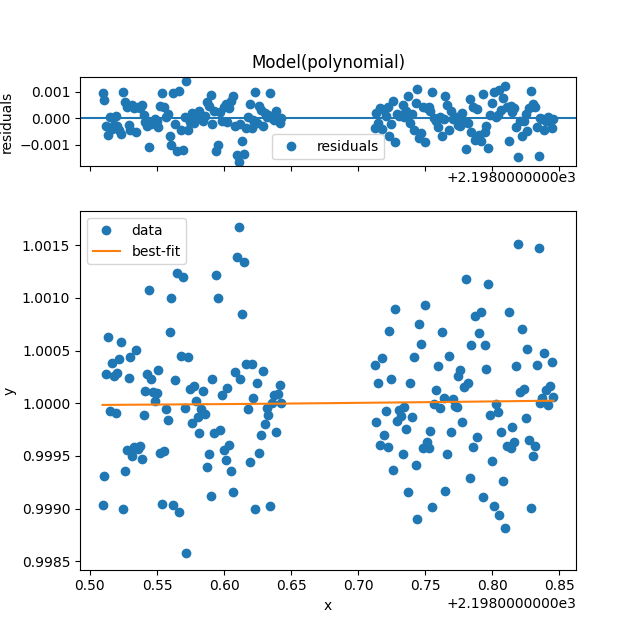 Model(polynomial)
0.001
0.000
−0.001
residuals
residuals
+2.1980000000e3
data
best-fit
1.0015
1.0010
1.0005
1.0000
0.9995
0.9990
0.9985
y
0.50 0.55 0.60 0.65 0.70 0.75 0.80 0.85
x
+2.1980000000e3